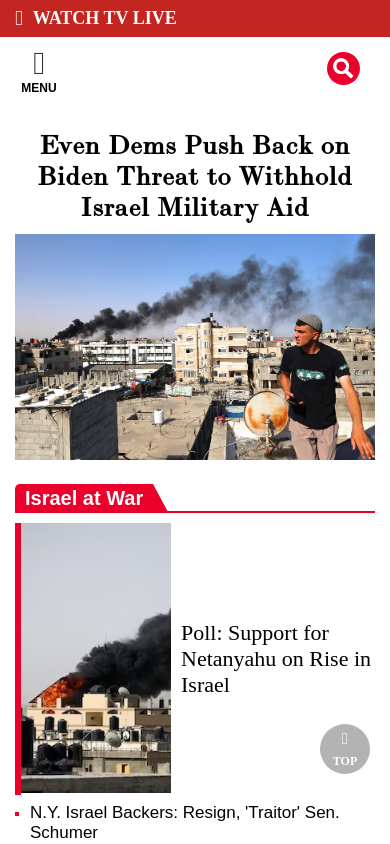 WATCH TV LIVE
MENU
Even Dems Push Back on
Biden Threat to Withhold
Israel Military Aid
Israel at War
Poll: Support for
Netanyahu on Rise in
Israel
TOP
N.Y. Israel Backers: Resign, 'Traitor' Sen.
Schumer